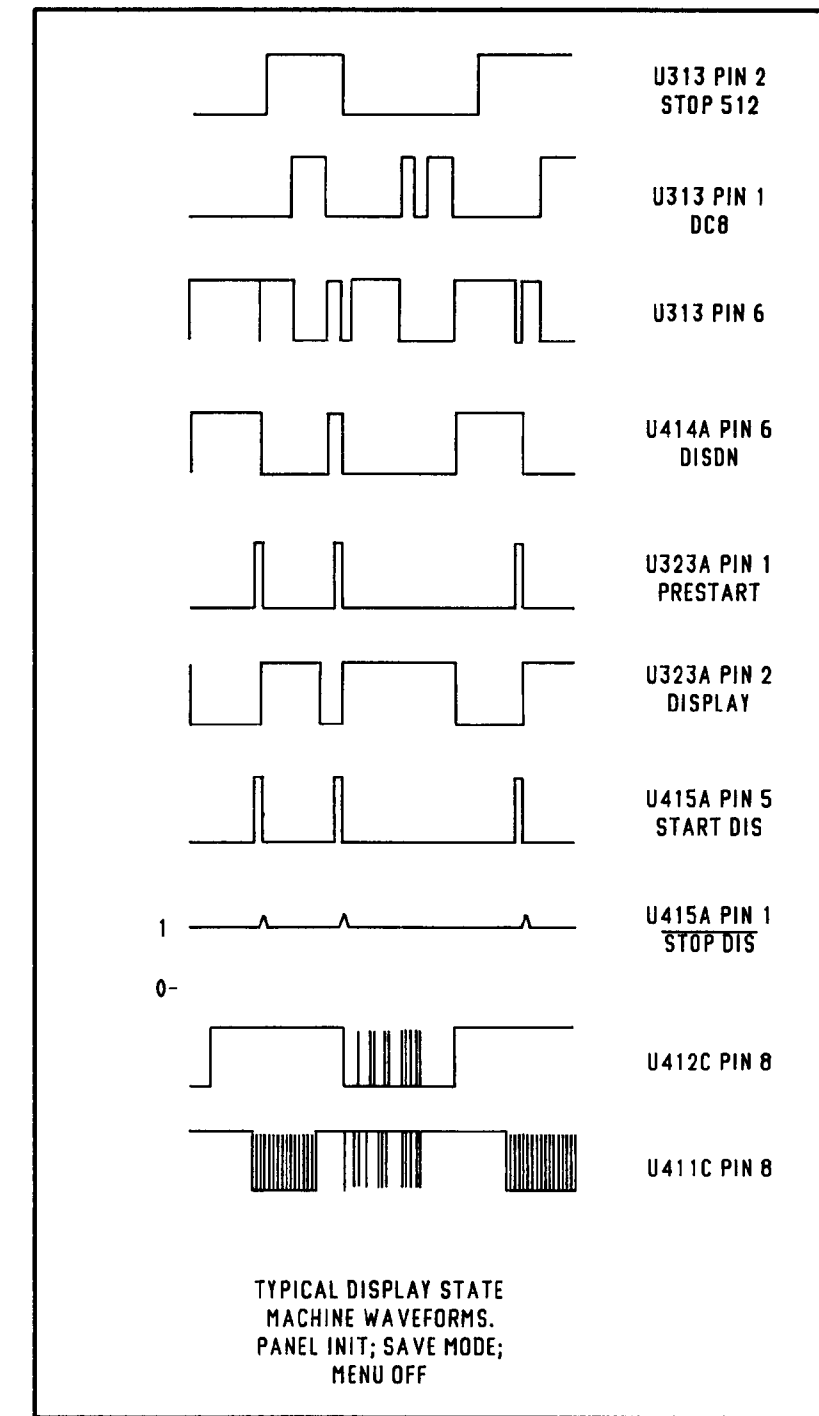 U313 PIN 2
STOP 512
U313 PIN 1
DC8
U313 PIN 6
U414A PIN 6
DISDN
U323A PIN 1
PRESTART
U323A PIN 2
DISPLAY
U415A PIN 5
START DIS
1
U415A PIN 1
STOP DIS
0-
U412C PIN 8
U411C PIN 8
TYPICAL DISPLAY STATE
MACHINE WAVEFORMS.
PANEL INIT; SAVE MODE;
MENU OFF